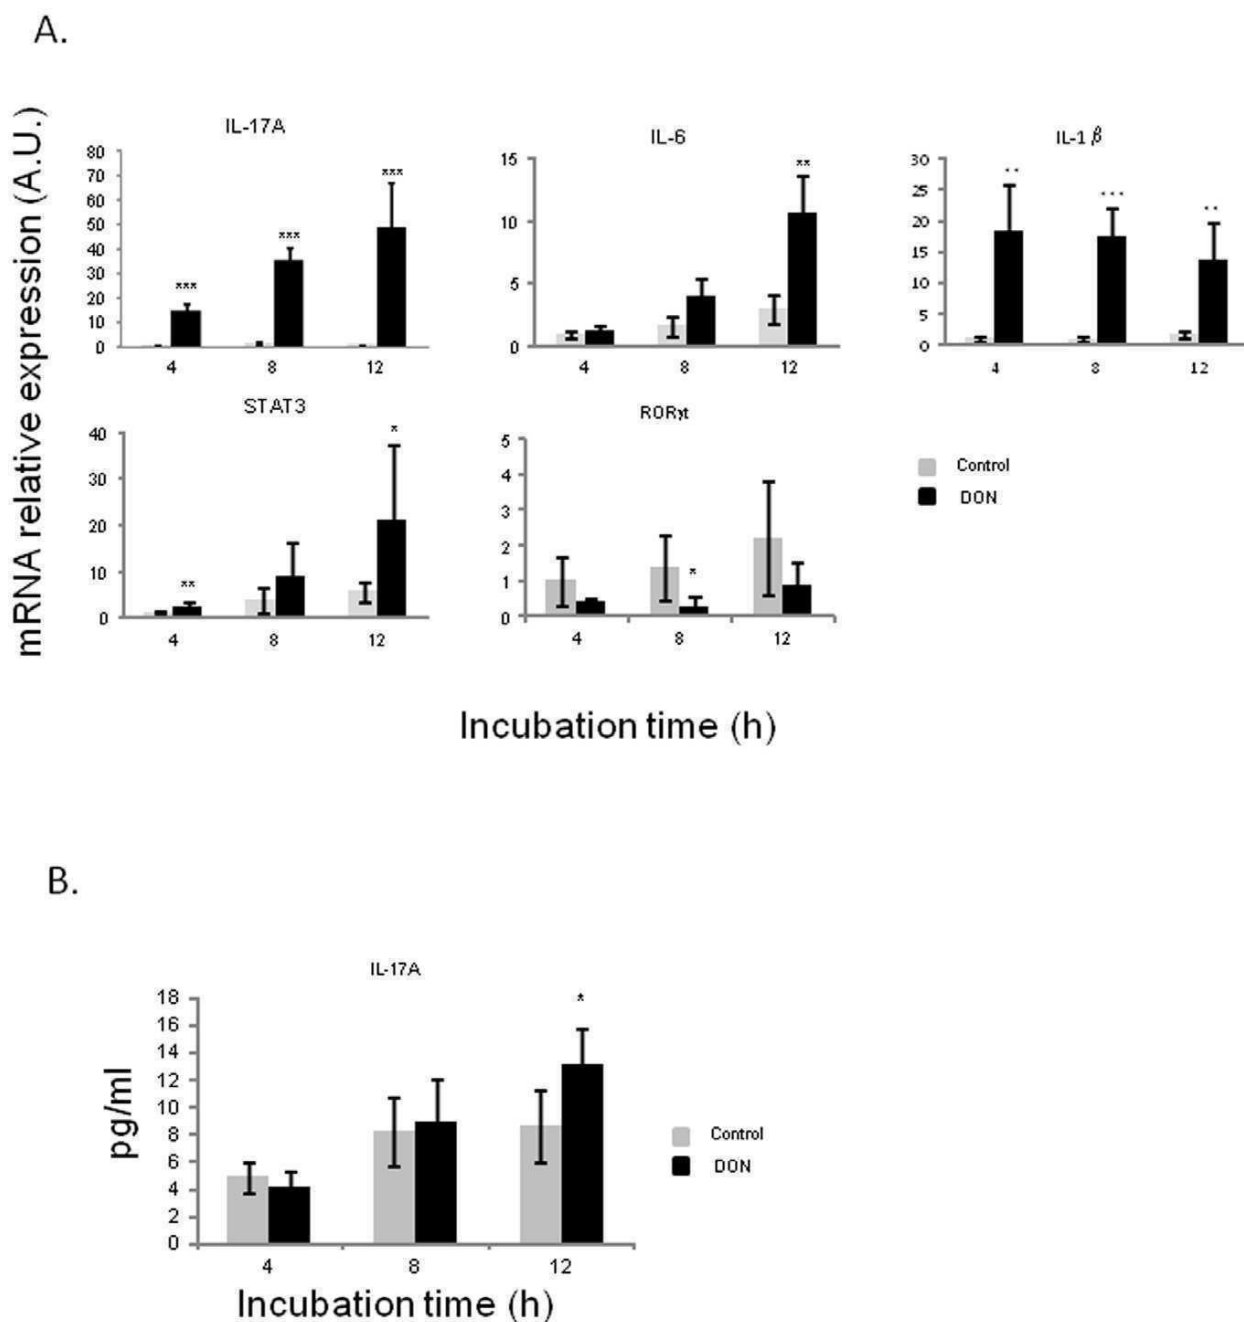 A.
mRNA relative expression (A.U.)
IL-17A
80
70
60
50
40
30
20
10
0
***
***
***
4 8 12
IL-6
15
10
5
0
**
4 8 12
IL-1 β
30
25
20
15
10
5
0
**
***
**
4 8 12
STAT3
40
30
20
10
0
**
*
4 8 12
RORγt
5
4
3
2
1
0
*
4 8 12
Control
DON
Incubation time (h)
B.
IL-17A
pg/ml
18
16
14
12
10
8
6
4
2
0
*
4 8 12
Control
DON
Incubation time (h)